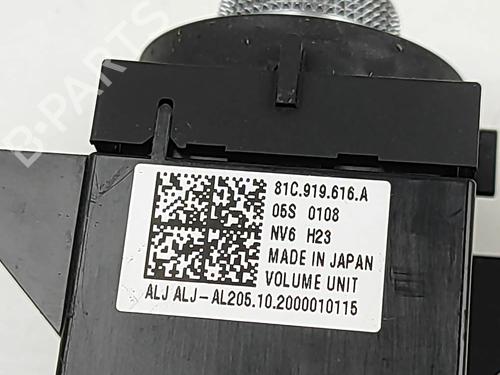 B-PARTS
81C.919.616.A
05S 0108
NV6 H23
MADE IN JAPAN
VOLUME UNIT
ALJ ALJ-AL205.10.2000010115